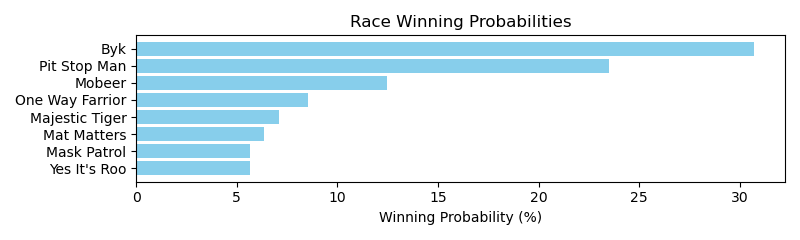 Race Winning Probabilities
Byk
Pit Stop Man
Mobeer
One Way Farrior
Majestic Tiger
Mat Matters
Mask Patrol
Yes It's Roo
0 5 10 15 20 25 30
Winning Probability (%)